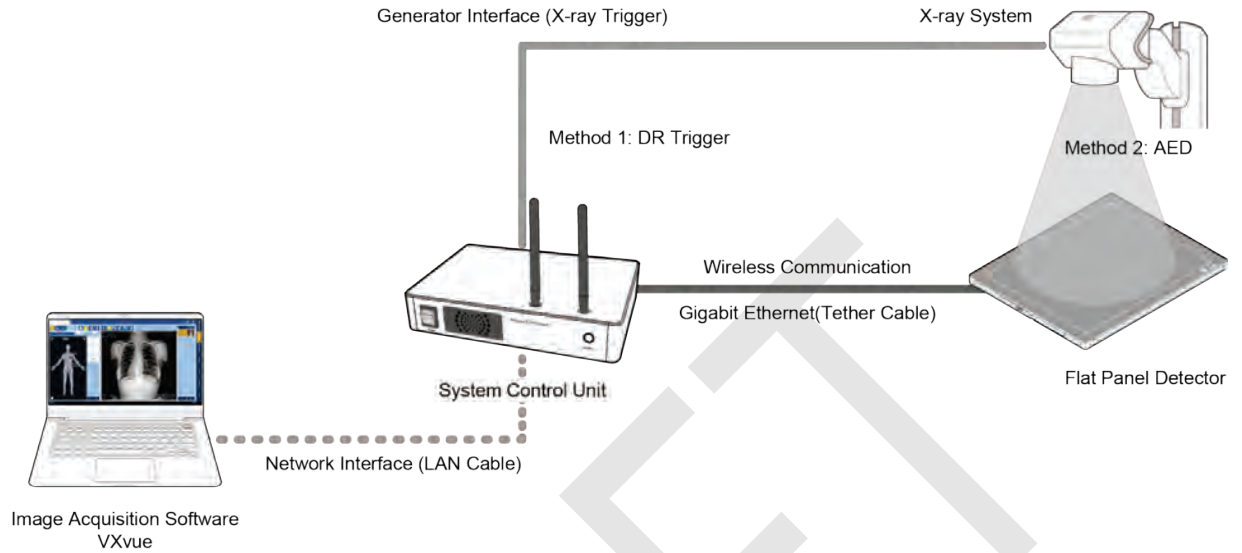 Generator Interface (X-ray Trigger)
X-ray System
Method 1: DR Trigger
Method 2: AED
Wireless Communication
Gigabit Ethernet(Tether Cable)
System Control Unit
Flat Panel Detector
Network Interface (LAN Cable)
Image Acquisition Software
VXvue